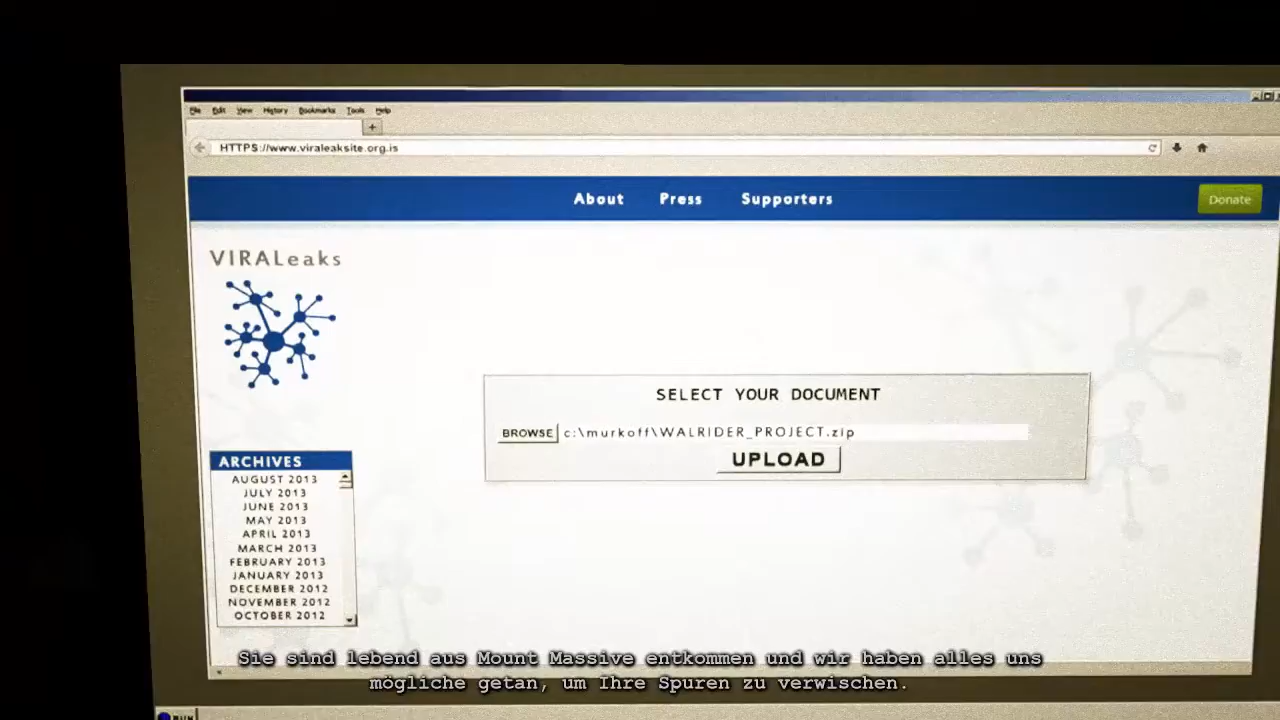 File Edit View History Bookmarks Tools Help
+
HTTPS://www.viraleaksite.org.is
About Press Supporters
Donate
VIRALeaks
SELECT YOUR DOCUMENT
BROWSE c:\murkoff\WALRIDER_PROJECT.zip
UPLOAD
ARCHIVES
AUGUST 2013
JULY 2013
JUNE 2013
MAY 2013
APRIL 2013
MARCH 2013
FEBRUARY 2013
JANUARY 2013
DECEMBER 2012
NOVEMBER 2012
OCTOBER 2012
Sie sind lebend aus Mount Massive entkommen und wir haben alles uns
mögliche getan, um Ihre Spuren zu verwischen.